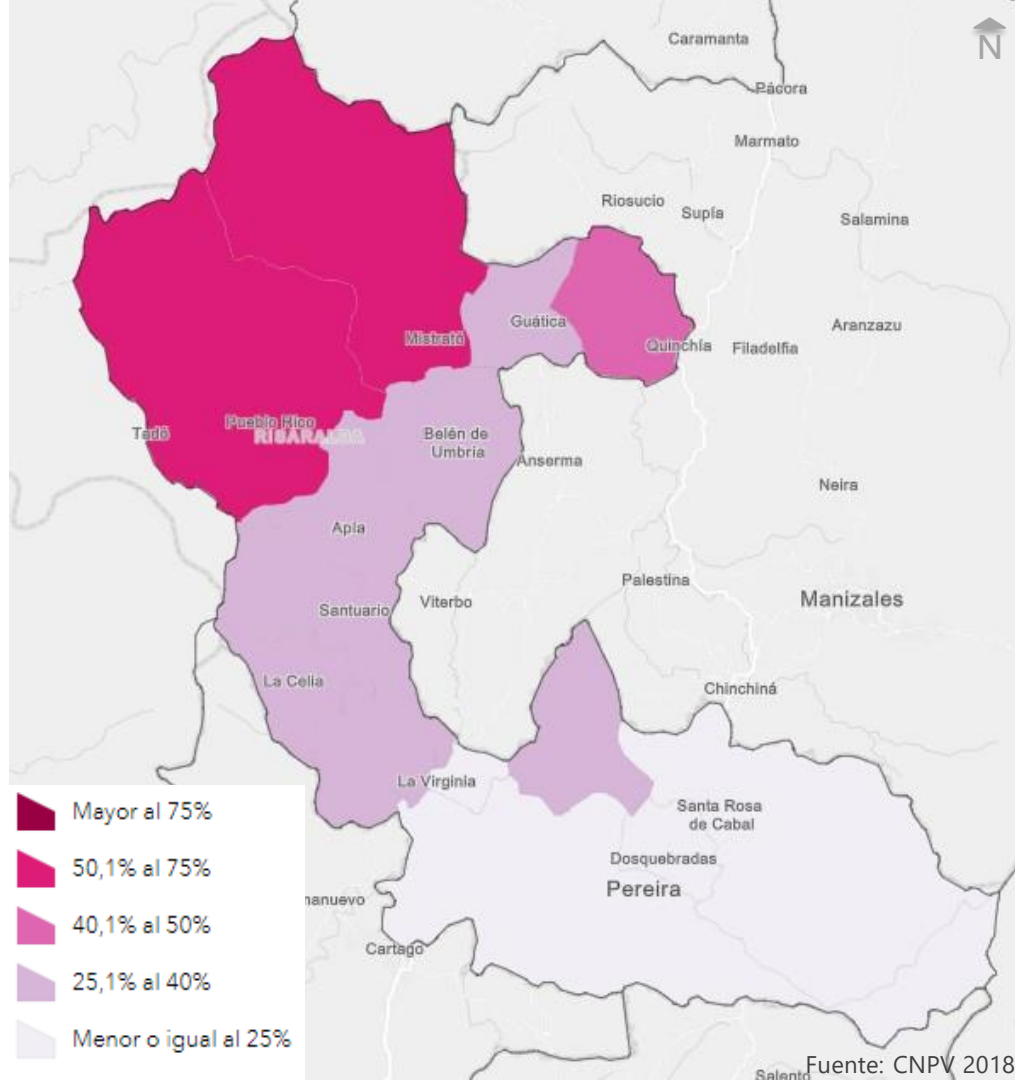 Caramanta
N
Pácora
Marmato
Riosucio
Supía
Salamina
Guática
Aranzazu
Mistrató
Quinchía
Filadelfia
Pueblo Rico
Tadó
RISARALDA
Belén de
Umbría
Anserma
Neira
Apía
Palestina
Viterbo
Manizales
Santuario
La Celia
Chinchiná
La Virginia
Mayor al 75%
Santa Rosa
de Cabal
50,1% al 75%
Dosquebradas
Pereira
nanuevo
40,1% al 50%
Cartago
25,1% al 40%
Menor o igual al 25%
Fuente: CNPV 2018
Salento